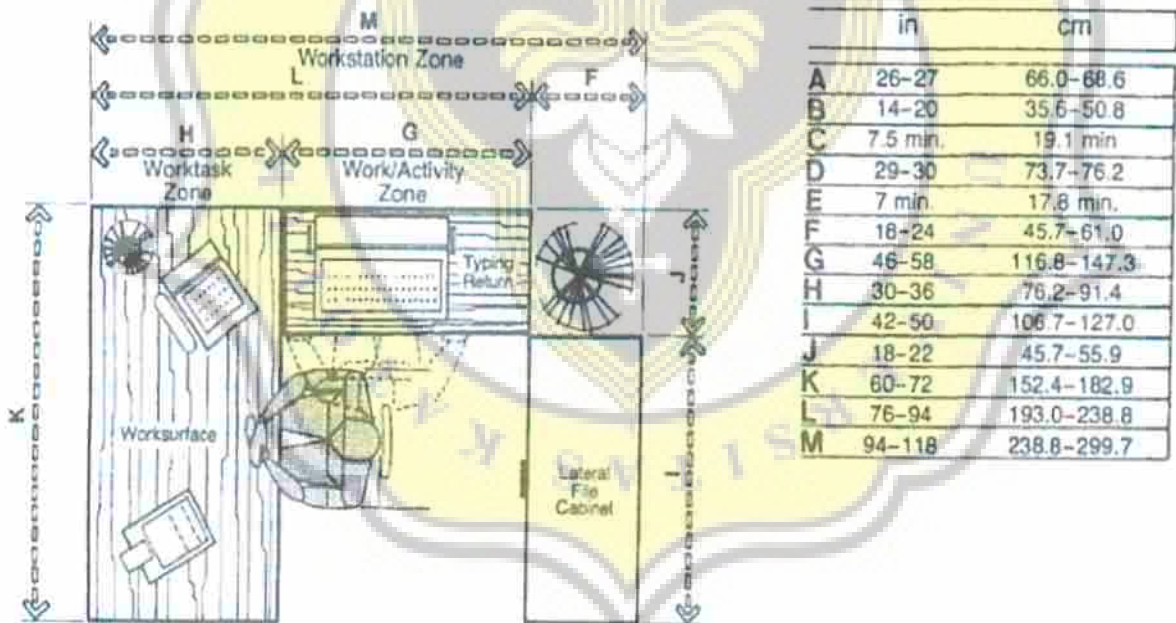 M
Workstation Zone
L
F
H
G
Worktask
Zone
Work/Activity
Zone
Typing
Return
J
K
Worksurface
Lateral
File
Cabinet
I
in cm
A 26–27 66.0–68.6
B 14–20 35.6–50.8
C 7.5 min. 19.1 min
D 29–30 73.7–76.2
E 7 min. 17.8 min.
F 18–24 45.7–61.0
G 46–58 116.8–147.3
H 30–36 76.2–91.4
I 42–50 106.7–127.0
J 18–22 45.7–55.9
K 60–72 152.4–182.9
L 76–94 193.0–238.8
M 94–118 238.8–299.7